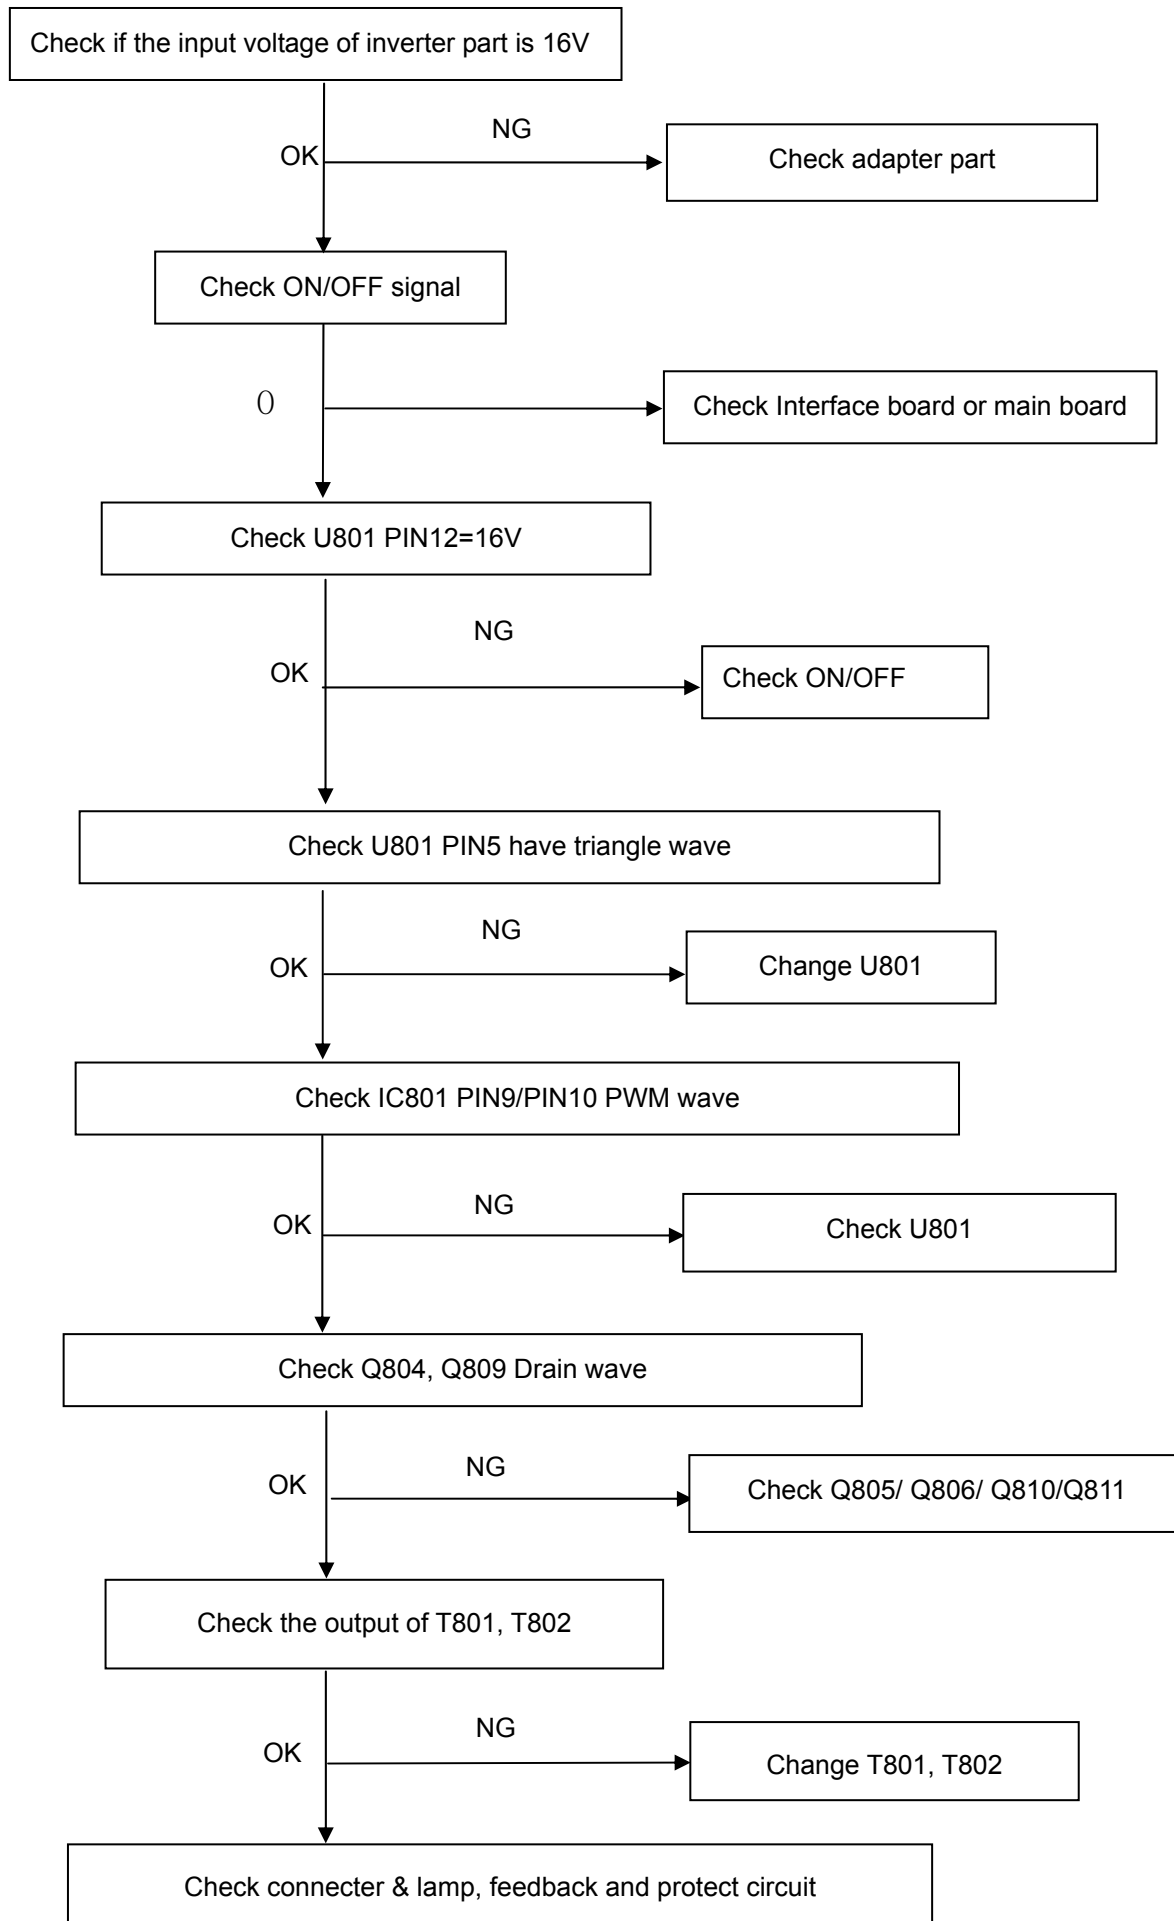 Check if the input voltage of inverter part is 16V
NG
OK
Check adapter part
Check ON/OFF signal
0
Check Interface board or main board
Check U801 PIN12=16V
NG
OK
Check ON/OFF
Check U801 PIN5 have triangle wave
NG
OK
Change U801
Check IC801 PIN9/PIN10 PWM wave
NG
OK
Check U801
Check Q804, Q809 Drain wave
NG
OK
Check Q805/ Q806/ Q810/Q811
Check the output of T801, T802
NG
OK
Change T801, T802
Check connecter & lamp, feedback and protect circuit